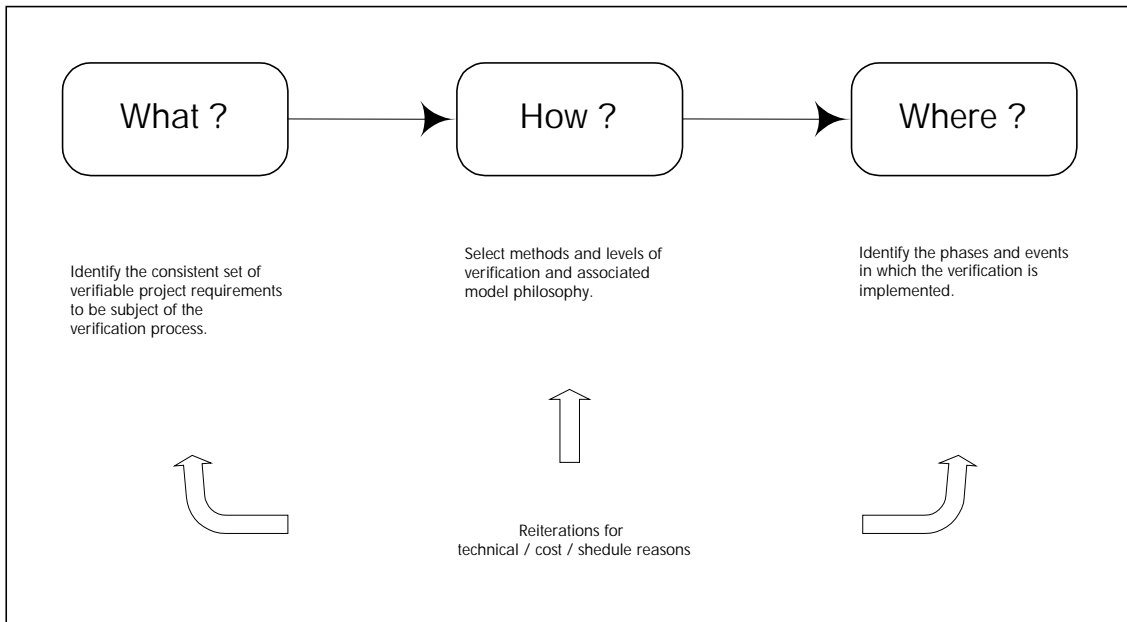 What ?
How ?
Where ?
Identify the consistent set of
verifiable project requirements
to be subject of the
verification process.
Select methods and levels of
verification and associated
model philosophy.
Identify the phases and events
in which the verification is
implemented.
Reiterations for
technical / cost / shedule reasons